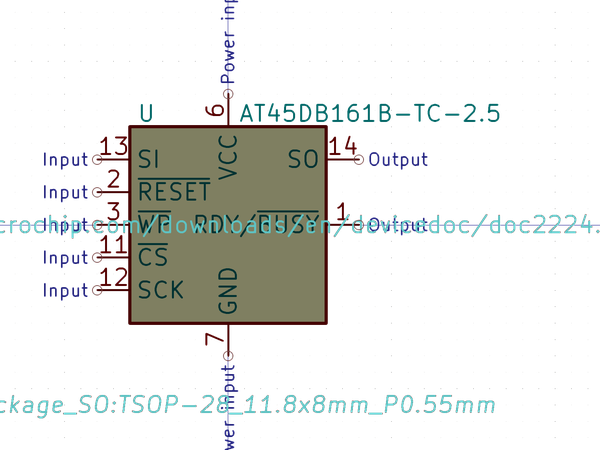 Power inp
6
U
AT45DB161B-TC-2.5
VCC
Input 13 SI
SO 14 Output
Input 2 RESET
Input 3 WP
RDY/BUSY 1 Output
crochip.com/downloads/en/devicedoc/doc2224.
Input 11 CS
Input 12 SCK
GND
7
wer input
ckage_SO:TSOP-28_11.8x8mm_P0.55mm